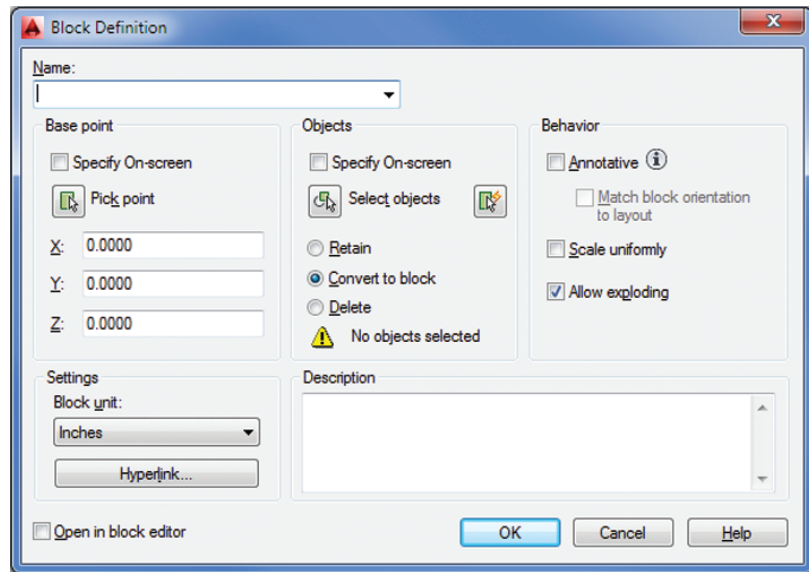 Block Definition
Name:
Base point
Specify On-screen
Pick point
X: 0.0000
Y: 0.0000
Z: 0.0000
Objects
Specify On-screen
Select objects
Retain
Convert to block
Delete
No objects selected
Behavior
Annotative
Match block orientation
to layout
Scale uniformly
Allow exploding
Settings
Block unit:
Inches
Hyperlink...
Description
Open in block editor
OK Cancel Help